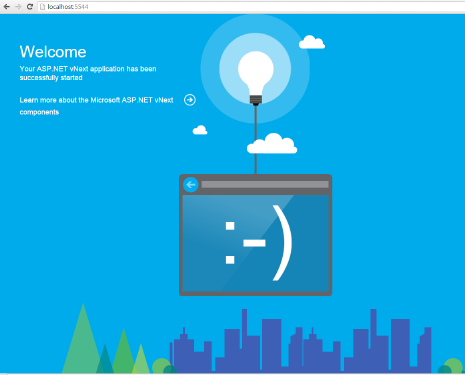 localhost:5544
Welcome
Your ASP.NET vNext application has been
successfully started
Learn more about the Microsoft ASP.NET vNext
components
:-)